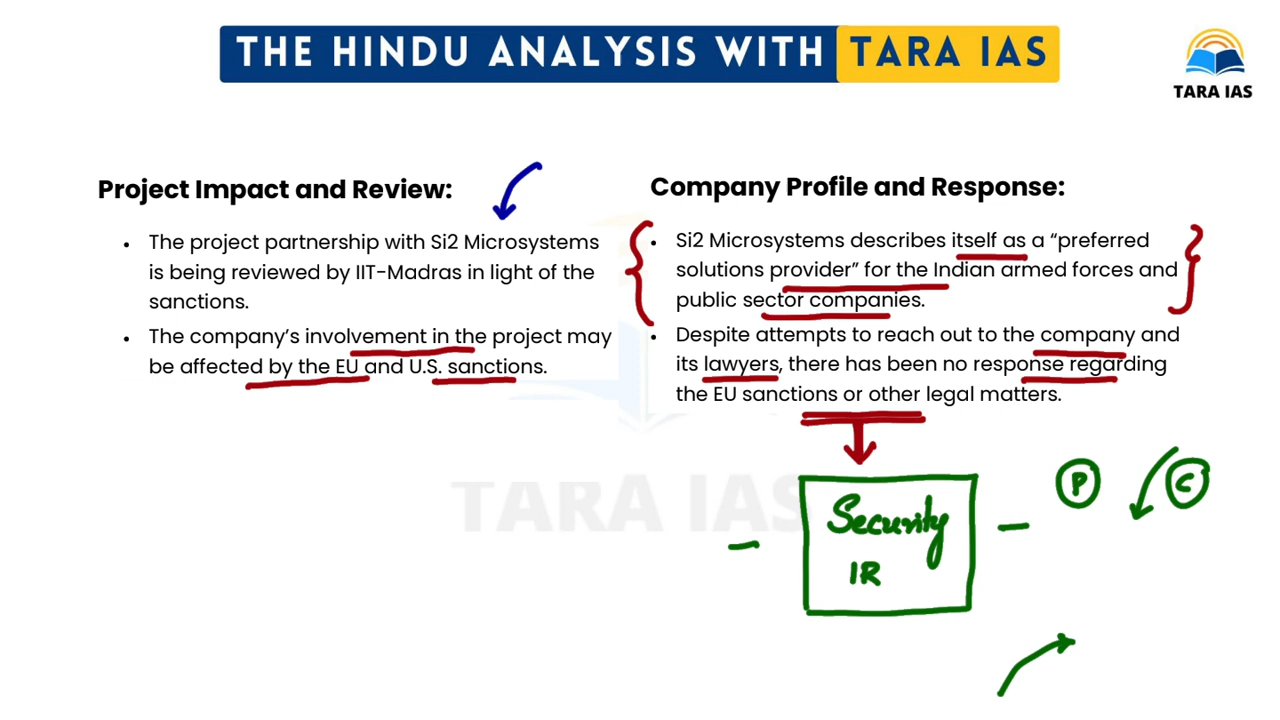 THE HINDU ANALYSIS WITH TARA IAS
TARA IAS
Project Impact and Review:
• The project partnership with Si2 Microsystems
is being reviewed by IIT-Madras in light of the
sanctions.
• The company's involvement in the project may
be affected by the EU and U.S. sanctions.
Company Profile and Response:
• Si2 Microsystems describes itself as a “preferred
solutions provider” for the Indian armed forces and
public sector companies.
• Despite attempts to reach out to the company and
its lawyers, there has been no response regarding
the EU sanctions or other legal matters.
TARA IAS
Security
IR
P
C